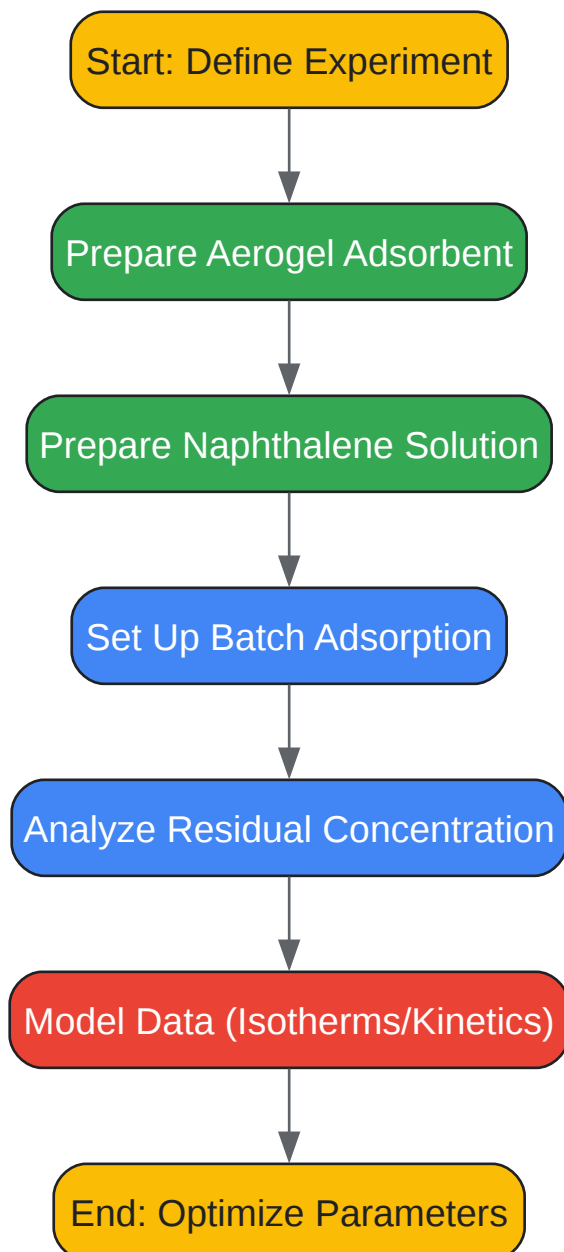 Start: Define Experiment
Prepare Aerogel Adsorbent
Prepare Naphthalene Solution
Set Up Batch Adsorption
Analyze Residual Concentration
Model Data (Isotherms/Kinetics)
End: Optimize Parameters